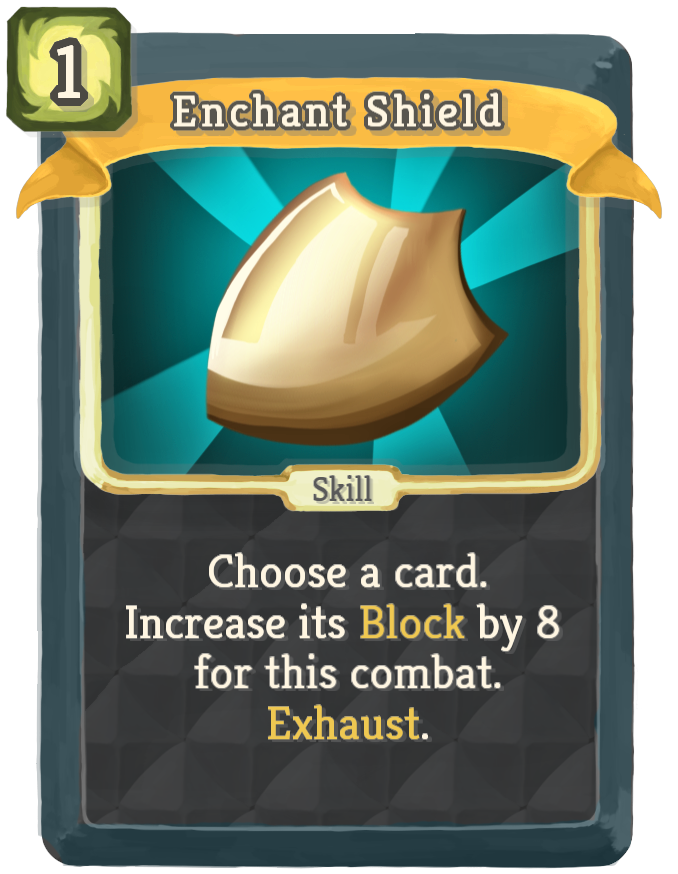 1
Enchant Shield
Skill
Choose a card.
Increase its Block by 8
for this combat.
Exhaust.